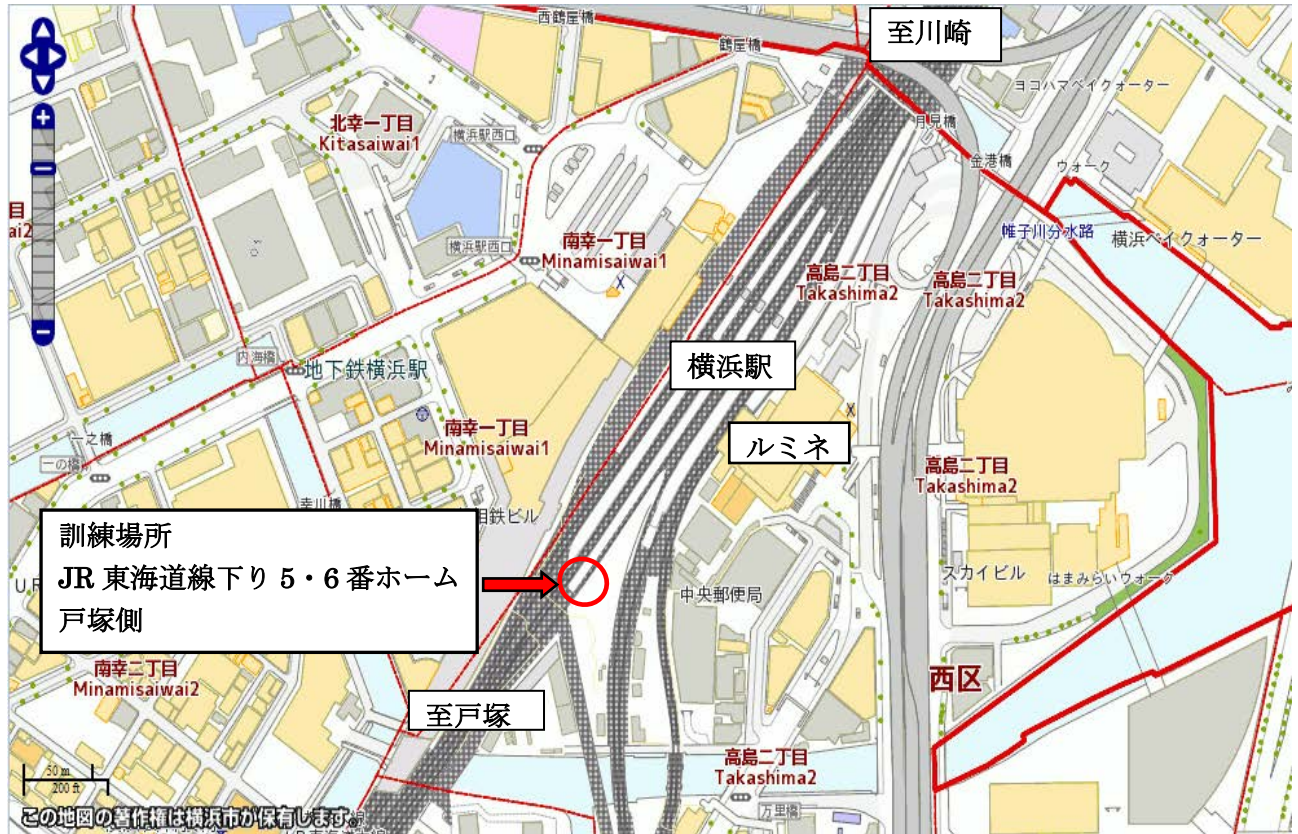 西鶴屋橋
至川崎
鶴屋橋
ヨコハマベイクォーター
北幸一丁目
Kitasaiwai1
横浜駅西口
月見橋
金港橋
ウォーク
目
ai2
帷子川分水路
横浜ベイクォーター
横浜駅西口
南幸一丁目
Minamisaiwai1
高島二丁目
Takashima2
高島二丁目
Takashima2
内海橋
地下鉄横浜駅
横浜駅
南幸一丁目
Minamisaiwai1
ルミネ
一之橋
一の橋
高島二丁目
Takashima2
幸川橋
相鉄ビル
訓練場所
JR 東海道線下り 5・6 番ホーム
戸塚側
U R
スカイビル
はまみらいウォーク
中央郵便局
南幸二丁目
Minamisaiwai2
西区
至戸塚
高島二丁目
Takashima2
50 m
200 ft
万里橋
この地図の著作権は横浜市が保有します。